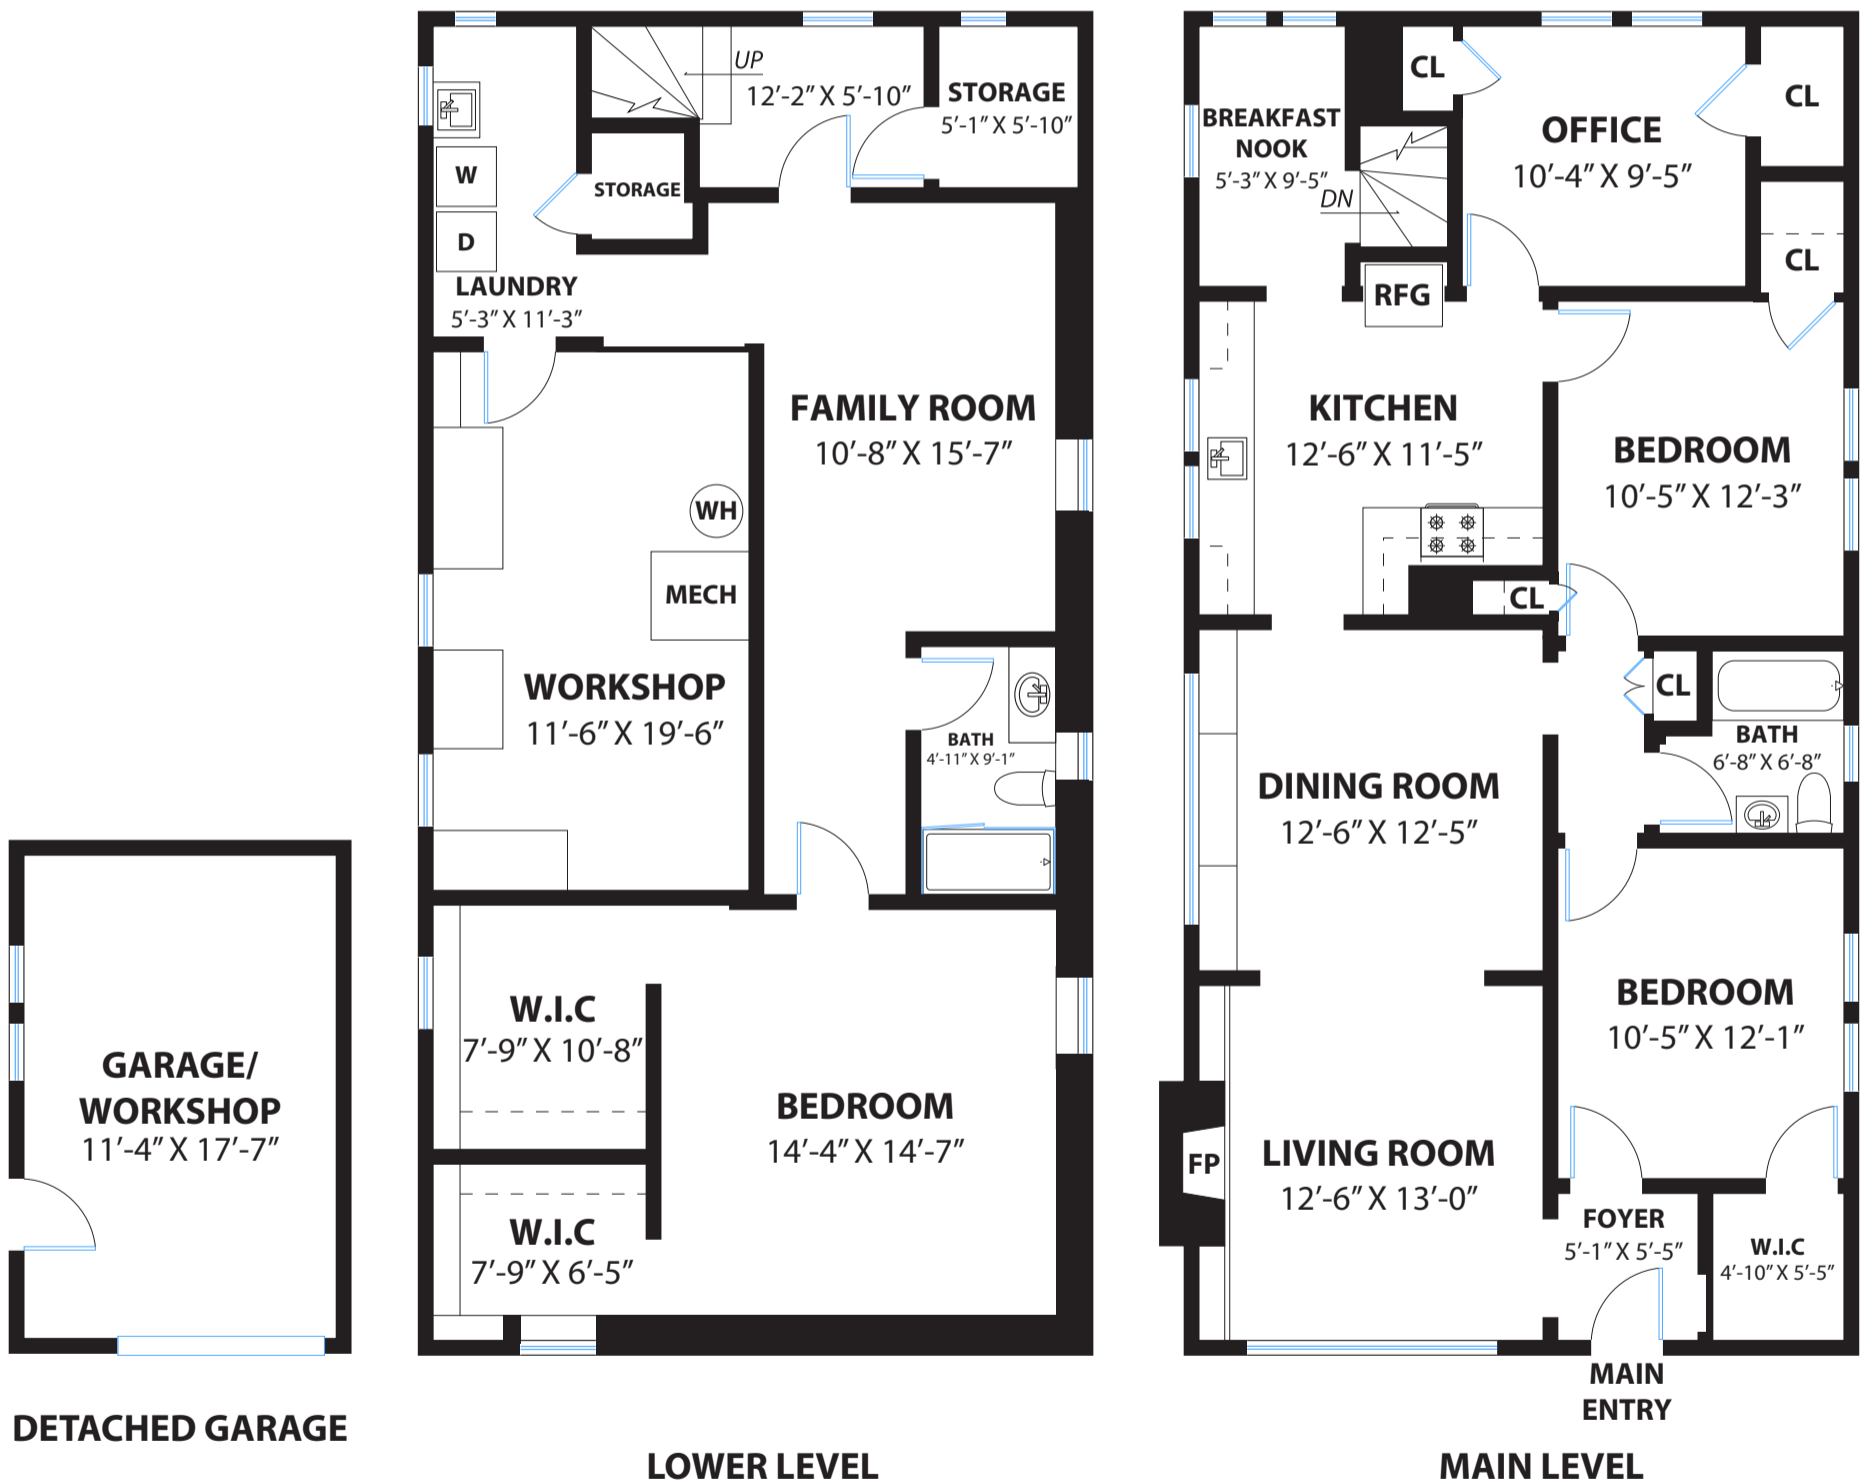 GARAGE/
WORKSHOP
11′-4″ X 17′-7″
DETACHED GARAGE
UP
12′-2″ X 5′-10″
STORAGE
5′-1″ X 5′-10″
W
STORAGE
D
LAUNDRY
5′-3″ X 11′-3″
FAMILY ROOM
10′-8″ X 15′-7″
WH
MECH
WORKSHOP
11′-6″ X 19′-6″
BATH
4′-11″ X 9′-1″
W.I.C
7′-9″ X 10′-8″
BEDROOM
14′-4″ X 14′-7″
W.I.C
7′-9″ X 6′-5″
LOWER LEVEL
CL
CL
BREAKFAST
NOOK
5′-3″ X 9′-5″
OFFICE
10′-4″ X 9′-5″
DN
CL
RFG
KITCHEN
12′-6″ X 11′-5″
BEDROOM
10′-5″ X 12′-3″
CL
CL
BATH
6′-8″ X 6′-8″
DINING ROOM
12′-6″ X 12′-5″
BEDROOM
10′-5″ X 12′-1″
FP
LIVING ROOM
12′-6″ X 13′-0″
FOYER
5′-1″ X 5′-5″
W.I.C
4′-10″ X 5′-5″
MAIN
ENTRY
MAIN LEVEL